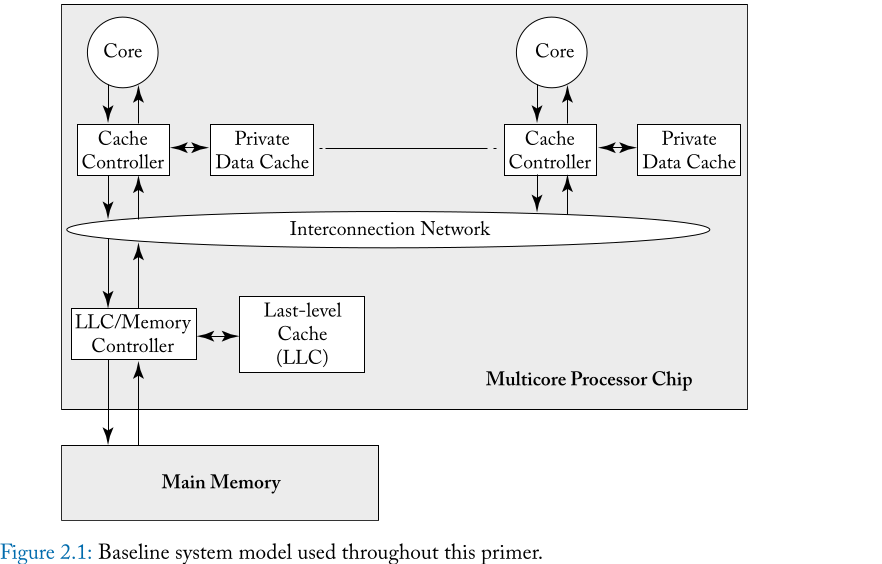 Core
Core
Cache
Controller
Private
Data Cache
Cache
Controller
Private
Data Cache
Interconnection Network
LLC/Memory
Controller
Last-level
Cache
(LLC)
Multicore Processor Chip
Main Memory
Figure 2.1: Baseline system model used throughout this primer.